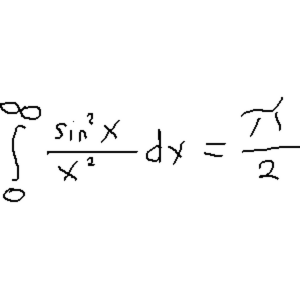 ∫₀^∞ sin²x / x² dx = π / 2